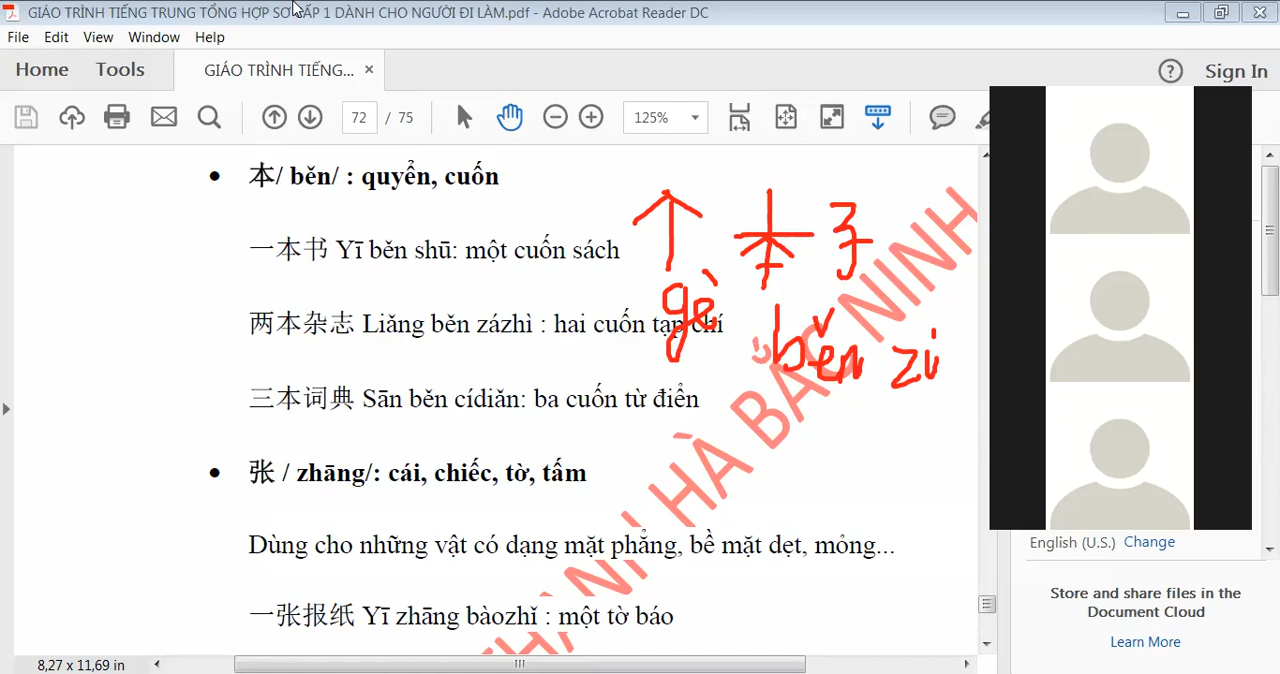 GIÁO TRÌNH TIẾNG TRUNG TỔNG HỢP SƠ CẤP 1 DÀNH CHO NGƯỜI ĐI LÀM.pdf - Adobe Acrobat Reader DC
File Edit View Window Help
Home Tools GIÁO TRÌNH TIẾNG... × ? Sign In
72 / 75 125%
• 本/ běn/ : quyển, cuốn
一本书 Yī běn shū: một cuốn sách
个 本子
两本杂志 Liǎng běn zázhì : hai cuốn tạp chí
gè běn zi
三本词典 Sān běn cídiǎn: ba cuốn từ điển
• 张 / zhāng/: cái, chiếc, tờ, tấm
Dùng cho những vật có dạng mặt phẳng, bề mặt dẹt, mỏng...
一张报纸 Yī zhāng bàozhǐ : một tờ báo
HÀ BẮC NINH
English (U.S.) Change
Store and share files in the
Document Cloud
Learn More
8,27 x 11,69 in